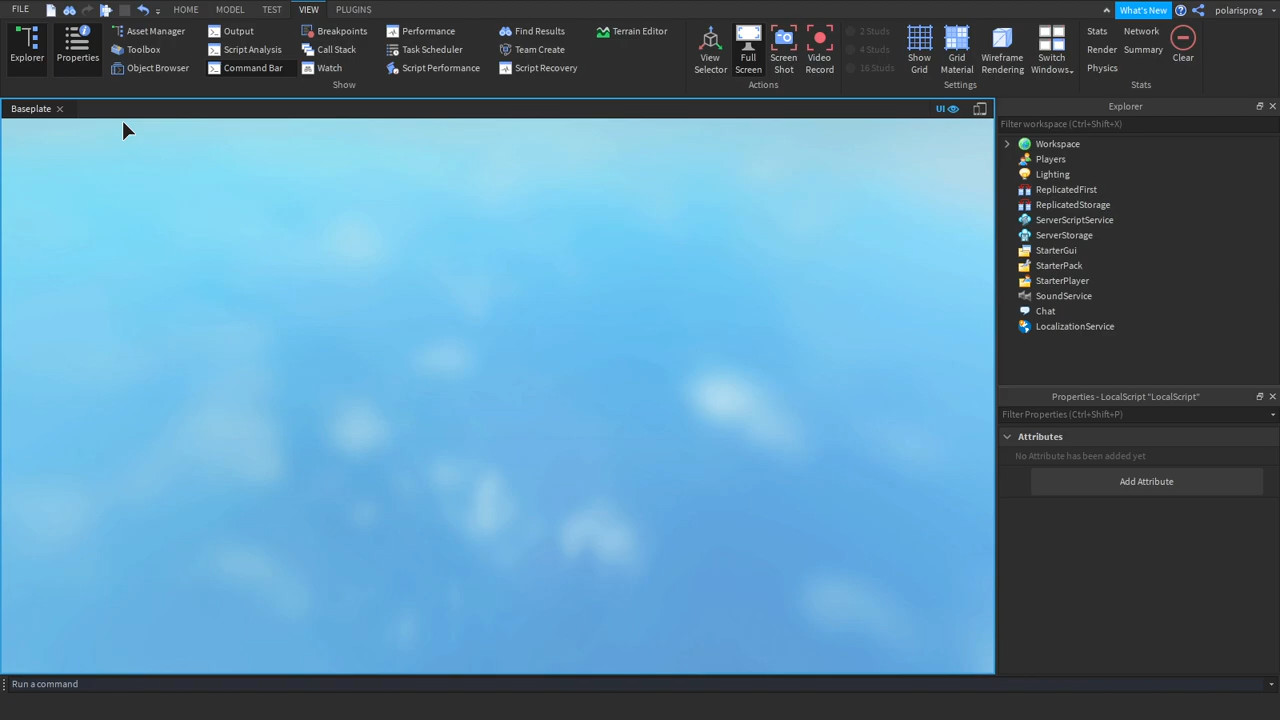 FILE HOME MODEL TEST VIEW PLUGINS What's New polarisprog
Asset Manager Output Breakpoints Performance Find Results Terrain Editor 2 Studs Stats Network
Toolbox Script Analysis Call Stack Task Scheduler Team Create 4 Studs Render Summary
Object Browser Command Bar Watch Script Performance Script Recovery 16 Studs Physics
Explorer Properties View Selector Full Screen Screen Shot Video Record Show Grid Grid Material Wireframe Rendering Switch Windows Clear
Show Actions Settings Stats
Baseplate UI
Explorer
Filter workspace (Ctrl+Shift+X)
Workspace
Players
Lighting
ReplicatedFirst
ReplicatedStorage
ServerScriptService
ServerStorage
StarterGui
StarterPack
StarterPlayer
SoundService
Chat
LocalizationService
Properties - LocalScript "LocalScript"
Filter Properties (Ctrl+Shift+P)
Attributes
No Attribute has been added yet
Add Attribute
Run a command